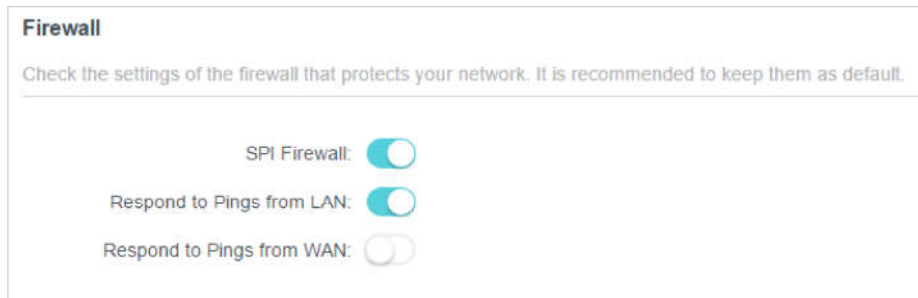 Firewall
Check the settings of the firewall that protects your network. It is recommended to keep them as default.
SPI Firewall:
Respond to Pings from LAN:
Respond to Pings from WAN: